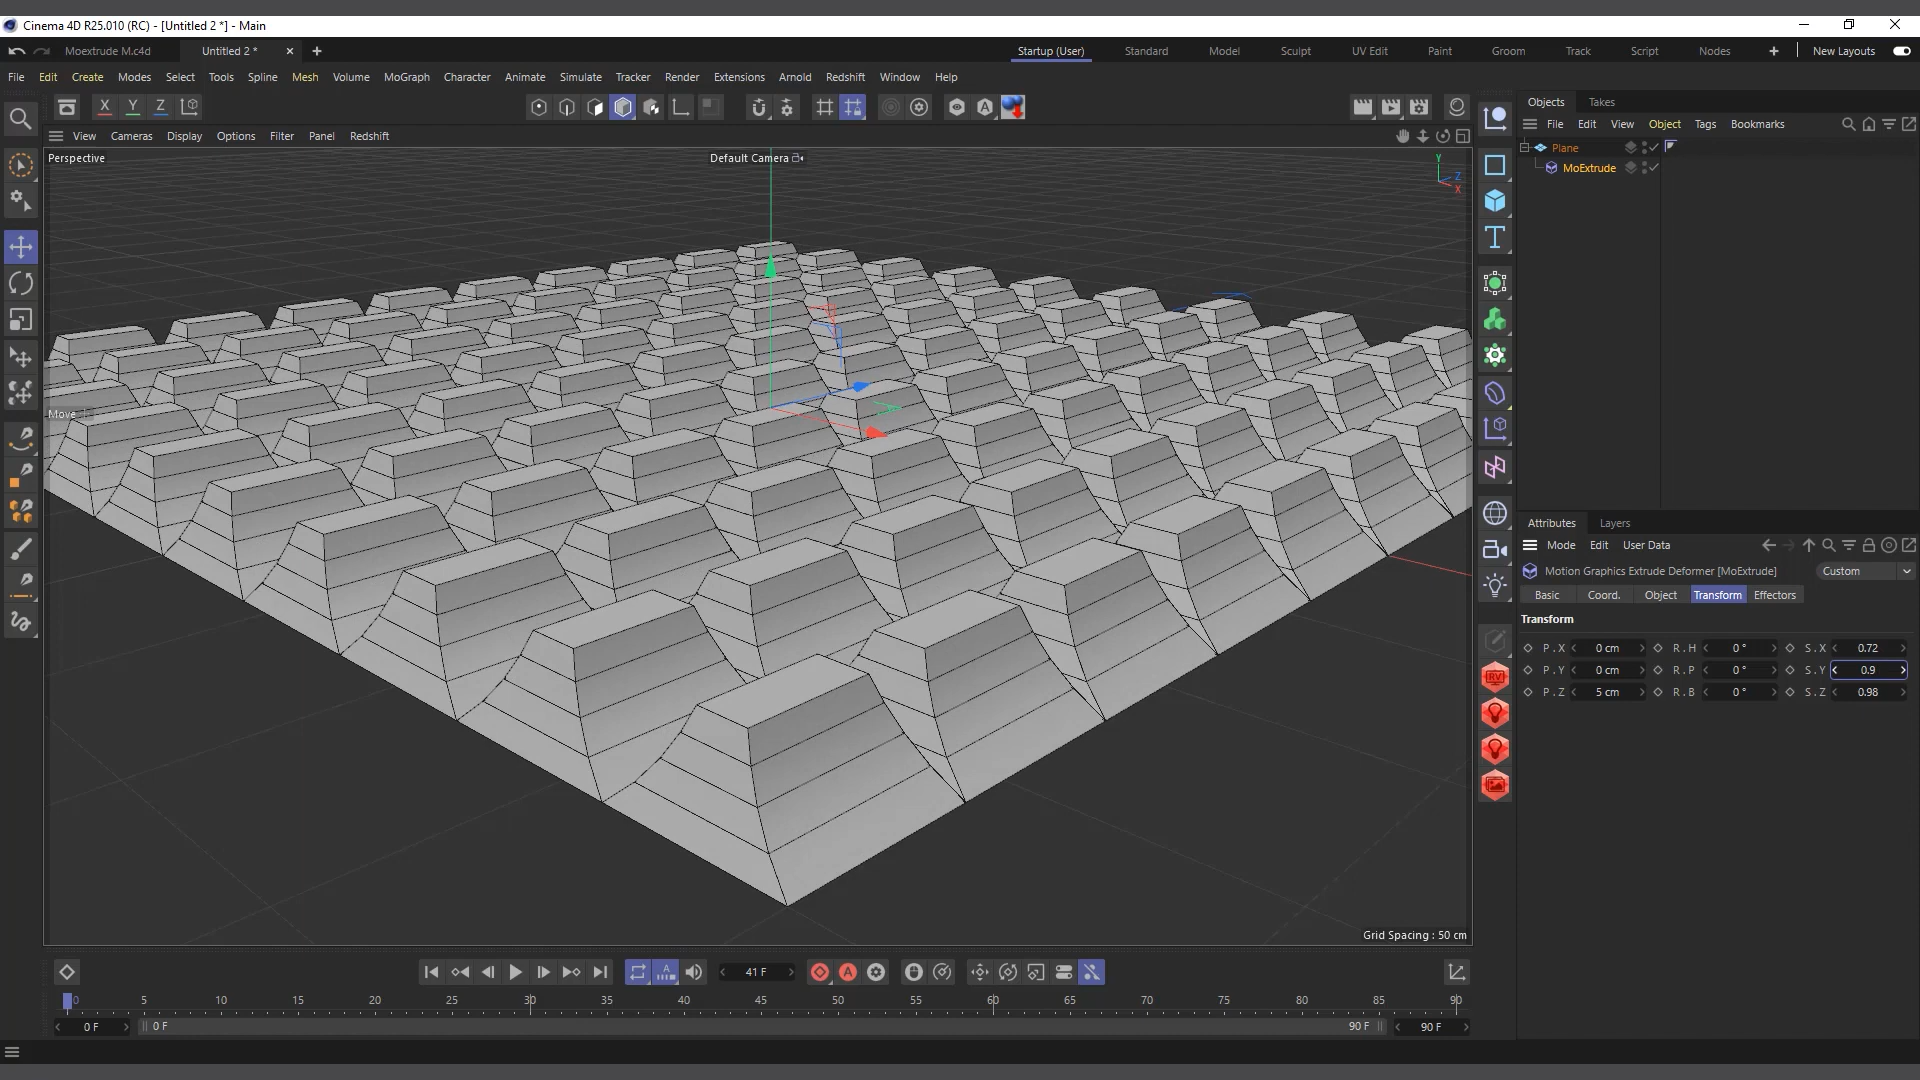 Cinema 4D R25.010 (RC) - [Untitled 2 *] - Main
Moextrude M.c4d Untitled 2 * × + Startup (User) Standard Model Sculpt UV Edit Paint Groom Track Script Nodes + New Layouts
File Edit Create Modes Select Tools Spline Mesh Volume MoGraph Character Animate Simulate Tracker Render Extensions Arnold Redshift Window Help
X Y Z
Objects Takes
File Edit View Object Tags Bookmarks
View Cameras Display Options Filter Panel Redshift
Perspective Default Camera
Y Z X
Plane
MoExtrude
Move
Attributes Layers
Mode Edit User Data
Motion Graphics Extrude Deformer [MoExtrude] Custom
Basic Coord. Object Transform Effectors
Transform
P . X 0 cm R . H 0 ° S . X 0.72
P . Y 0 cm R . P 0 ° S . Y 0.9
P . Z 5 cm R . B 0 ° S . Z 0.98
RV
Grid Spacing : 50 cm
41 F
0 5 10 15 20 25 30 35 40 45 50 55 60 65 70 75 80 85 90
0 F 0 F 90 F 90 F